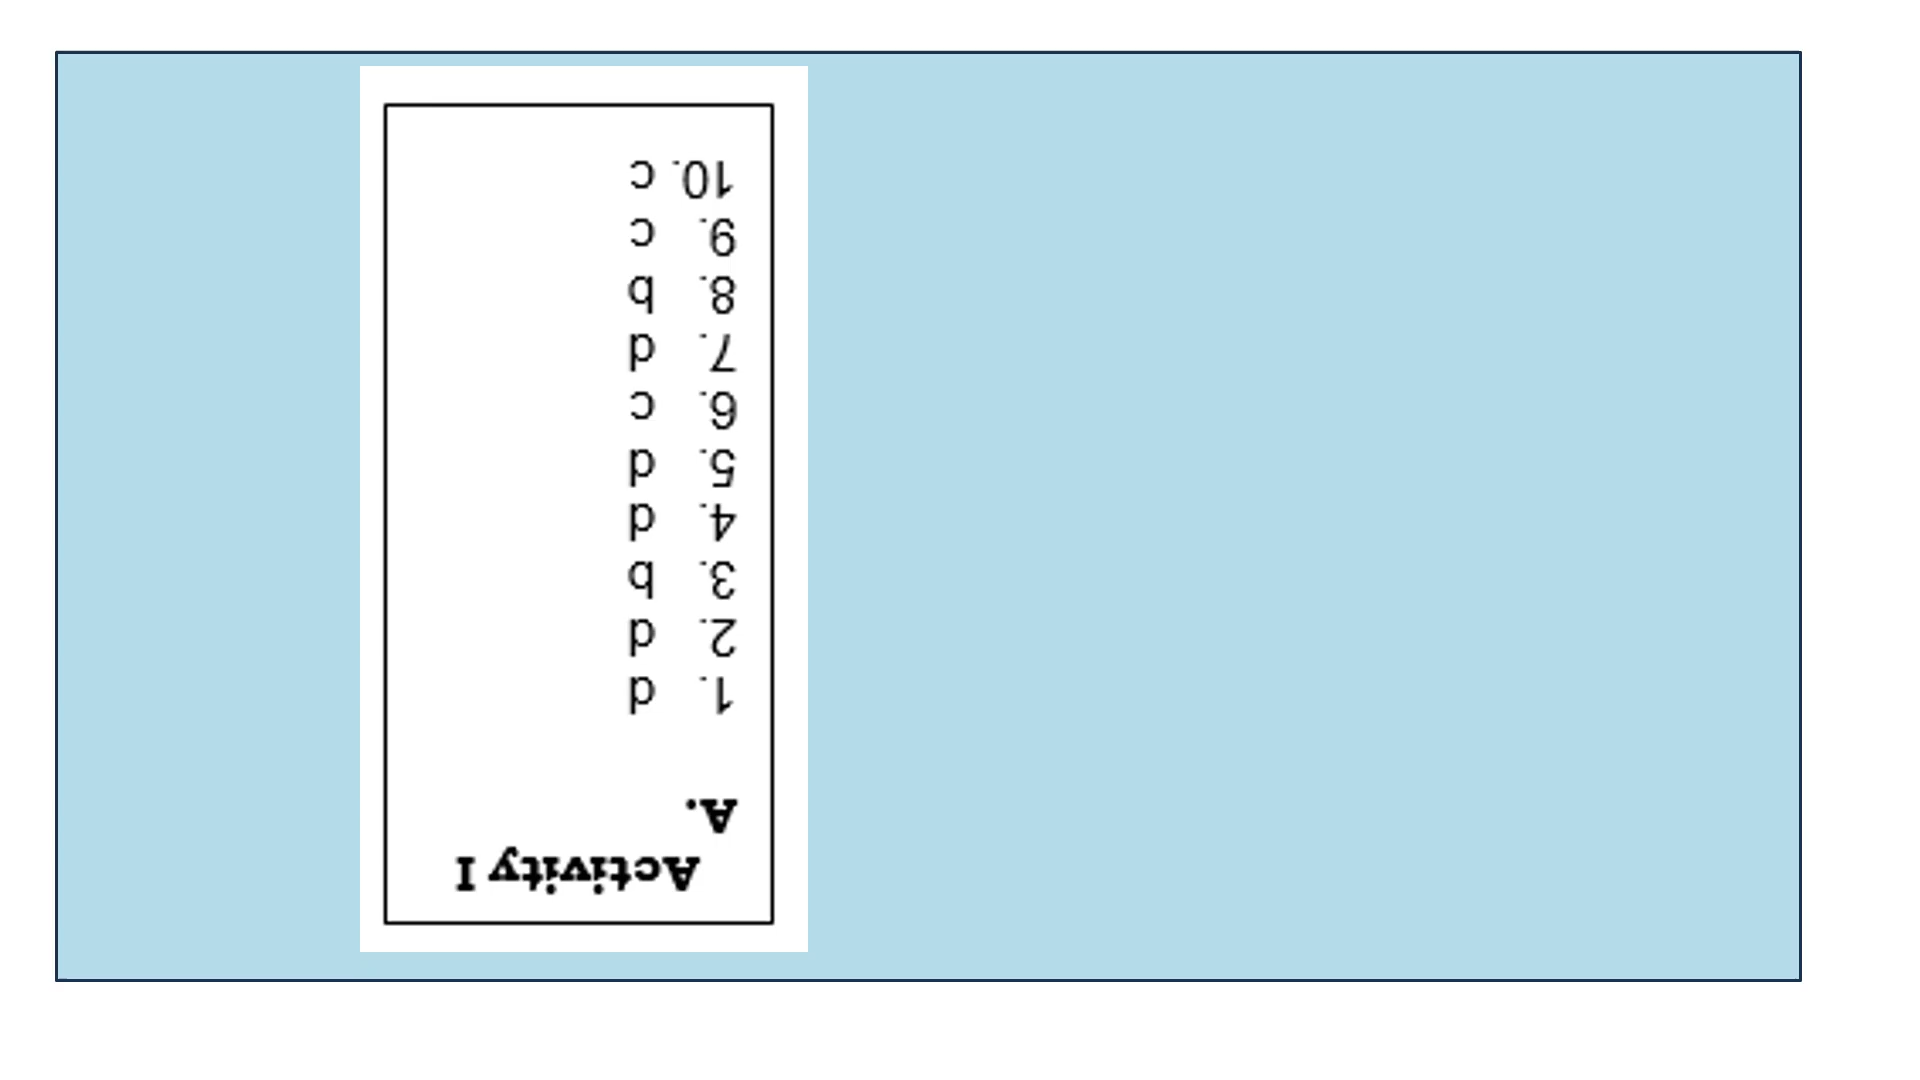 Activity I
A.
1. d
2. d
3. b
4. d
5. d
6. c
7. d
8. b
9. c
10. c